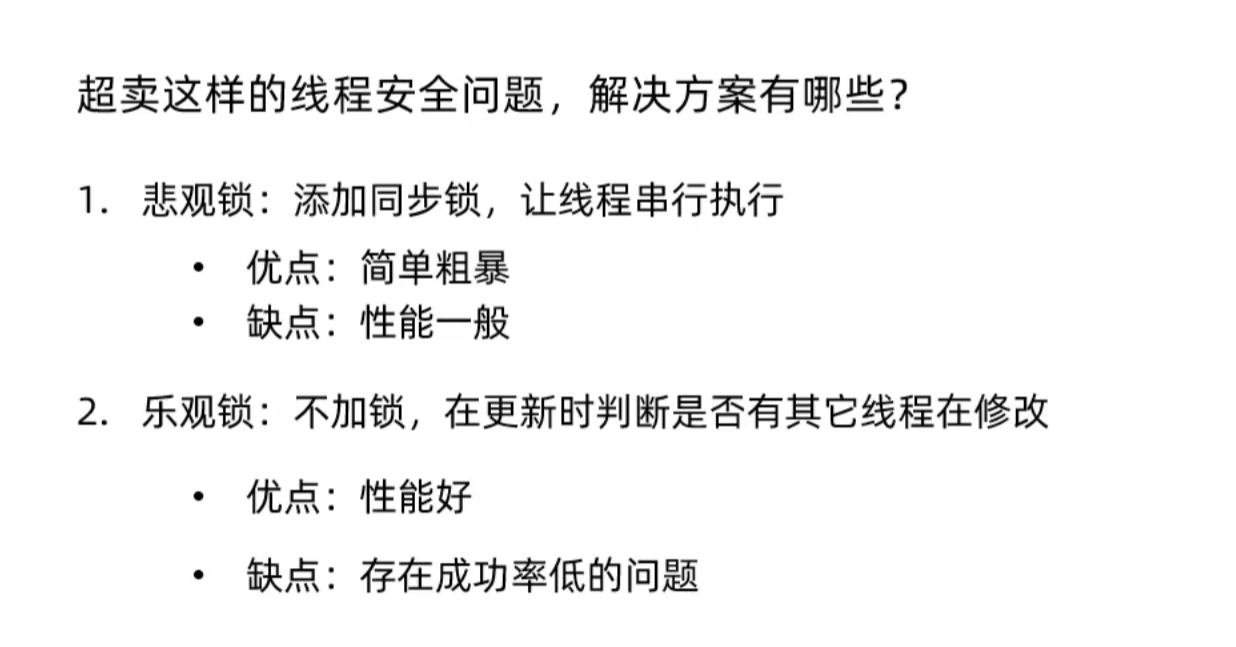 超卖这样的线程安全问题，解决方案有哪些？
1. 悲观锁：添加同步锁，让线程串行执行
• 优点：简单粗暴
• 缺点：性能一般
2. 乐观锁：不加锁，在更新时判断是否有其它线程在修改
• 优点：性能好
• 缺点：存在成功率低的问题